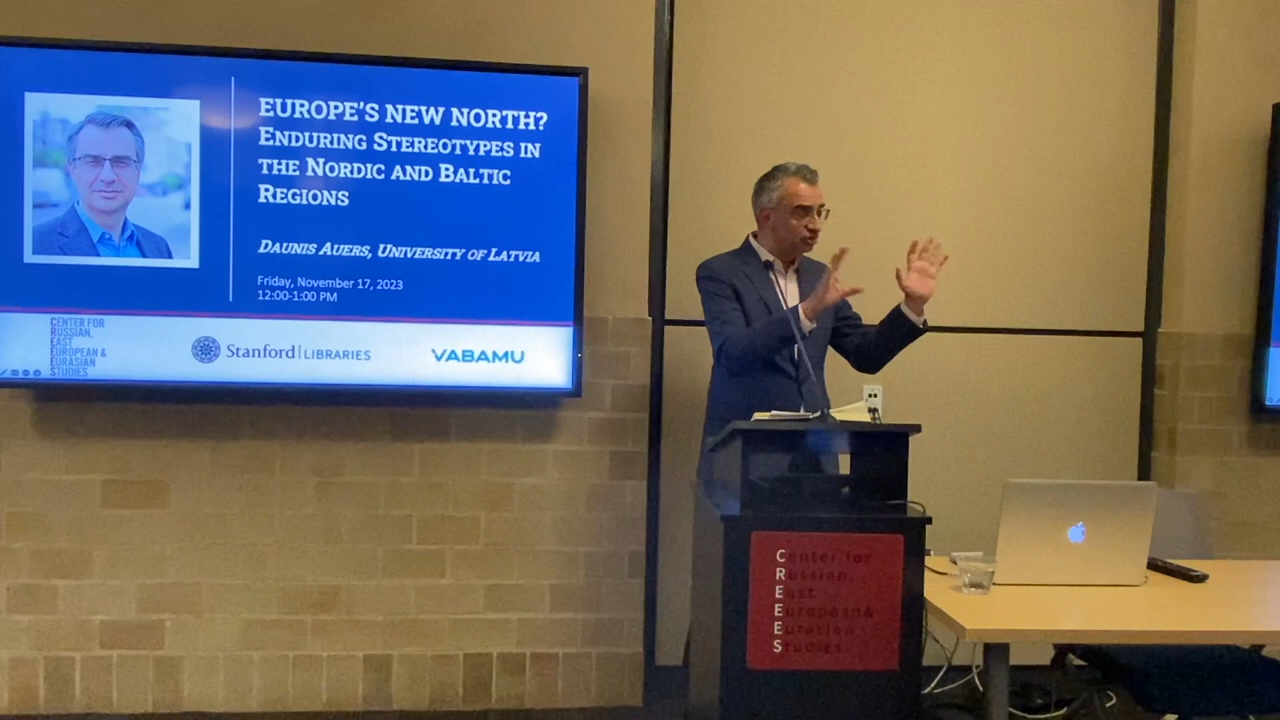 EUROPE'S NEW NORTH?
ENDURING STEREOTYPES IN
THE NORDIC AND BALTIC
REGIONS
DAUNIS AUERS, UNIVERSITY OF LATVIA
Friday, November 17, 2023
12:00-1:00 PM
CENTER FOR
RUSSIAN,
EAST
EUROPEAN &
EURASIAN
STUDIES
Stanford | LIBRARIES
VABAMU
Center for
Russian,
East
European &
Eurasian
Studies